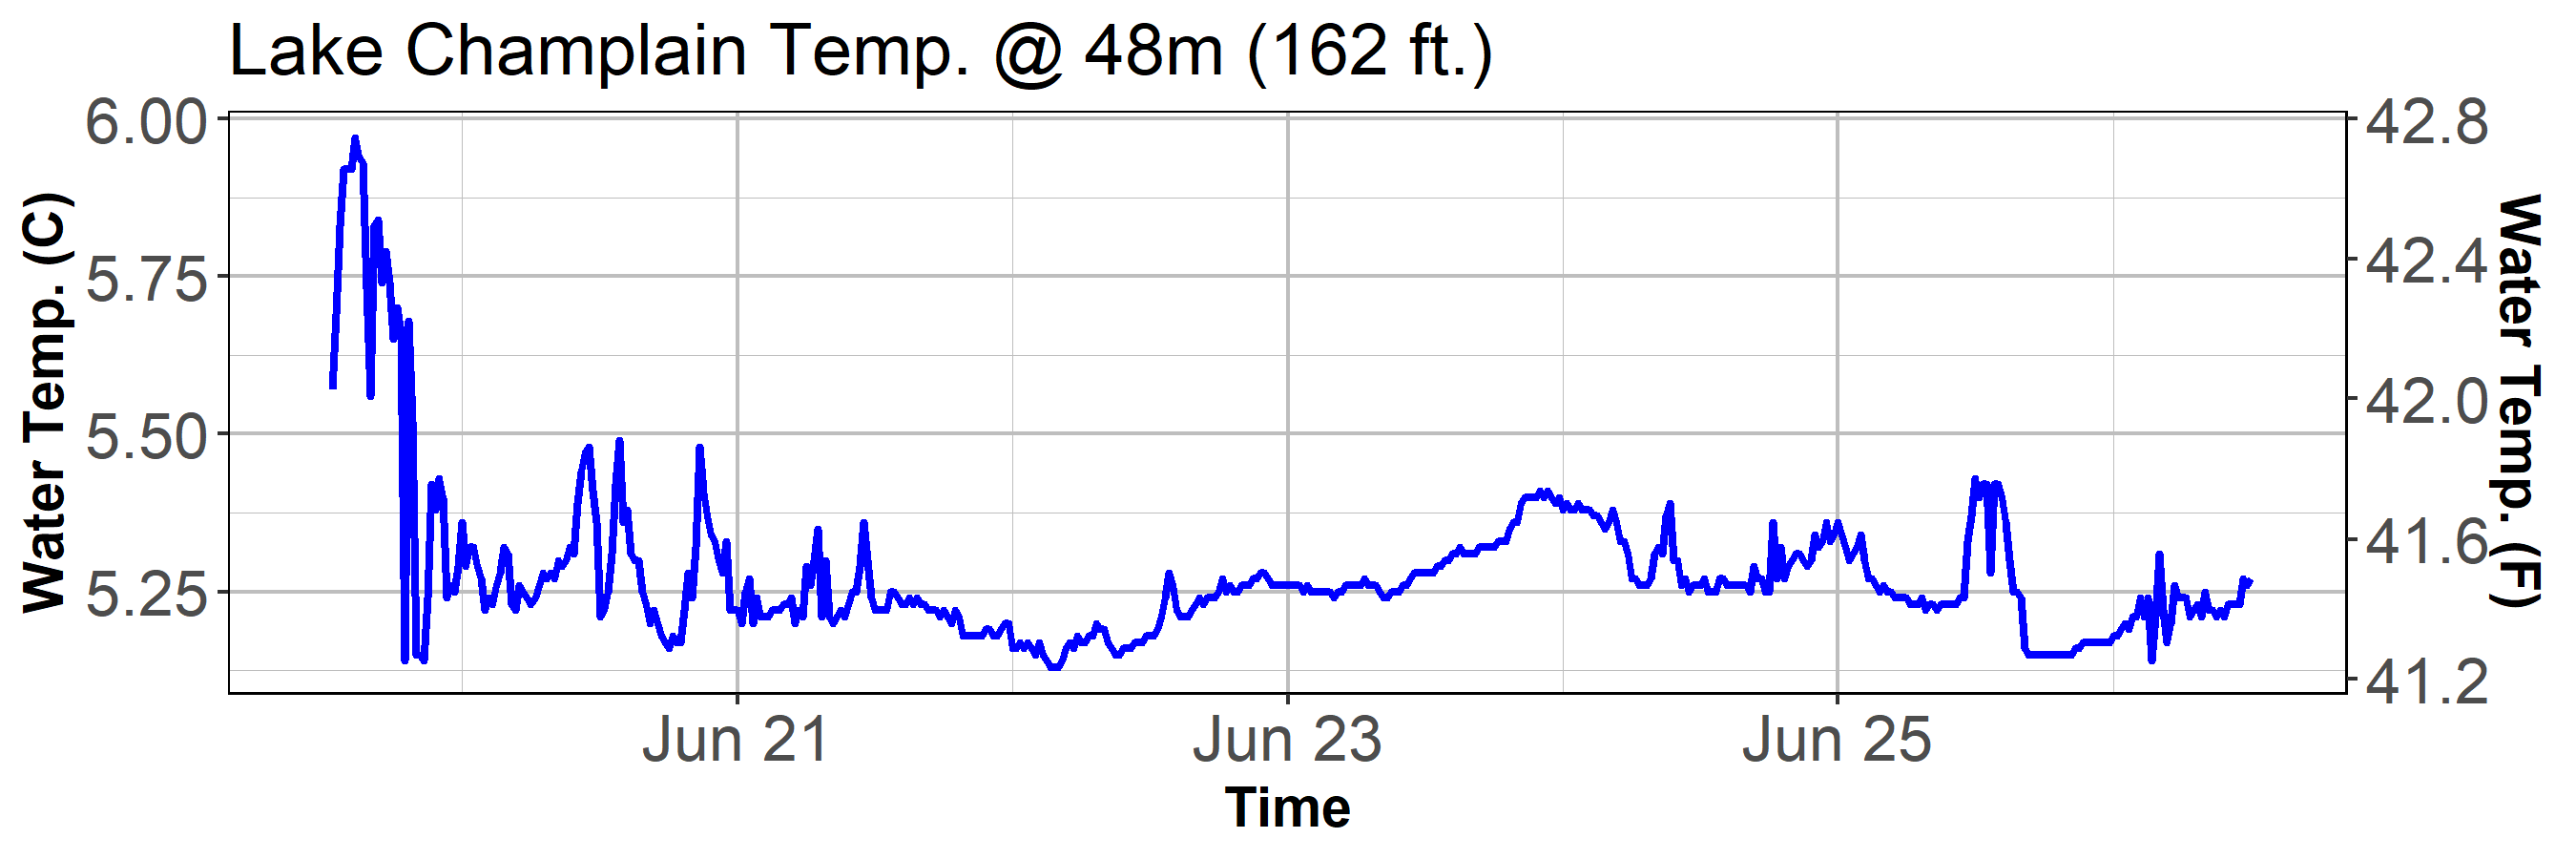 Lake Champlain Temp. @ 48m (162 ft.)
Water Temp. (C)
6.00
5.75
5.50
5.25
42.8
42.4
42.0
41.6
41.2
Water Temp. (F)
Jun 21
Jun 23
Jun 25
Time